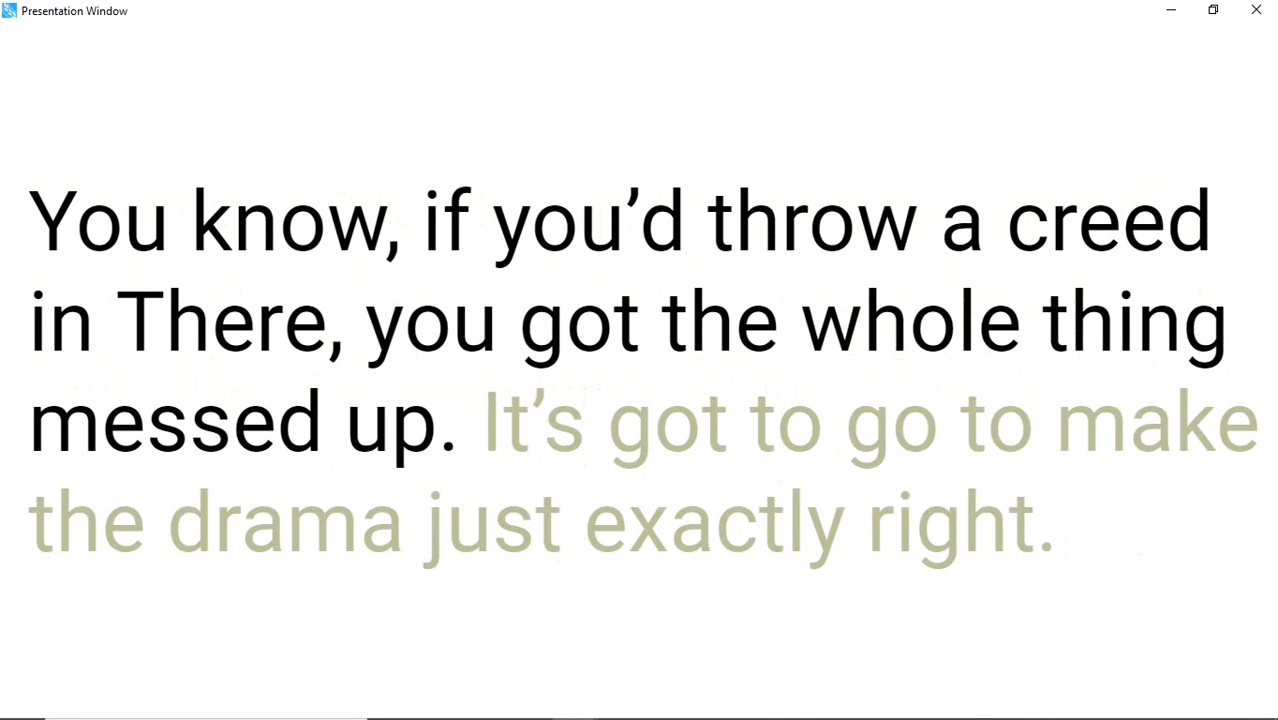 Presentation Window
You know, if you’d throw a creed
in There, you got the whole thing
messed up. It’s got to go to make
the drama just exactly right.